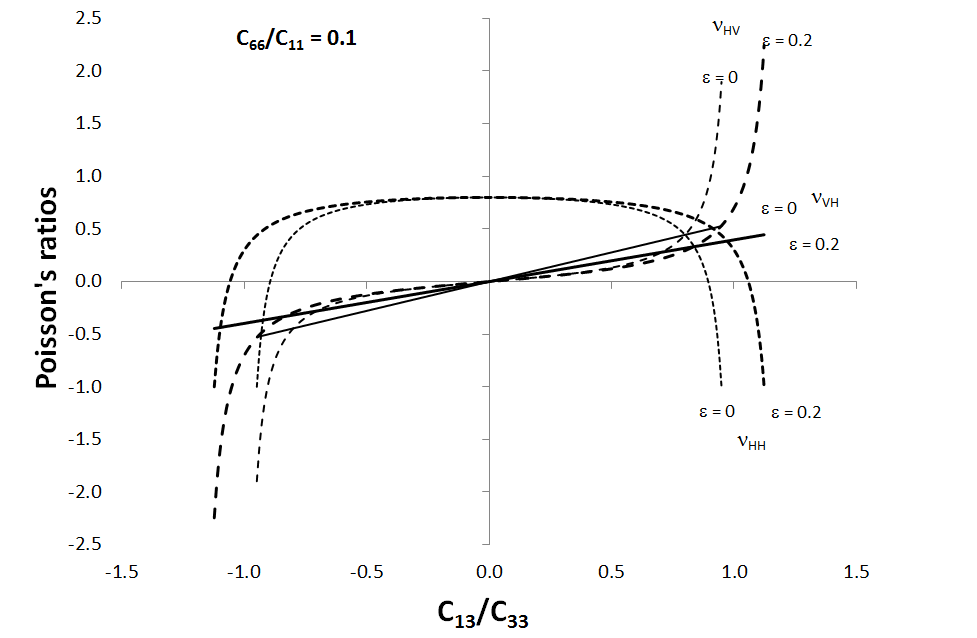 2.5
C66/C11 = 0.1
νHV
ε = 0.2
2.0
ε = 0
1.5
1.0
ε = 0
νVH
0.5
ε = 0.2
0.0
-0.5
-1.0
ε = 0
ε = 0.2
νHH
-1.5
-2.0
-2.5
Poisson's ratios
-1.5 -1.0 -0.5 0.0 0.5 1.0 1.5
C13/C33